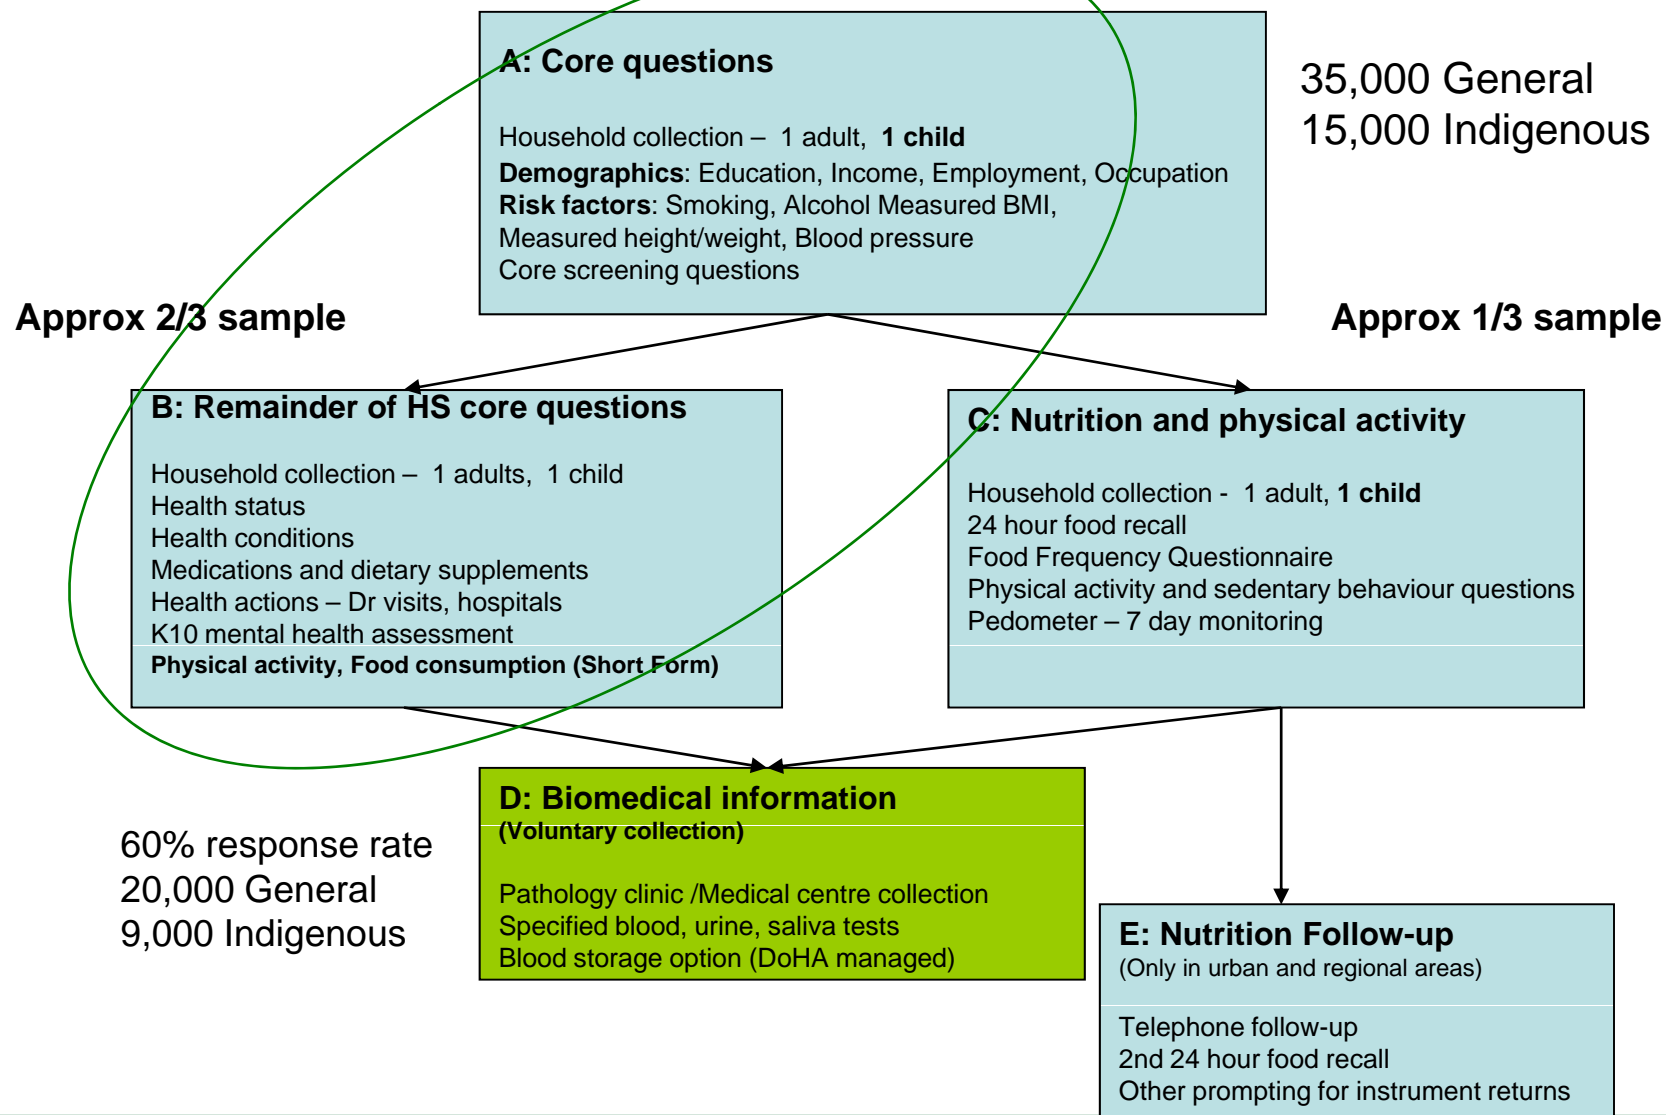 A: Core questions
Household collection – 1 adult, 1 child
Demographics: Education, Income, Employment, Occupation
Risk factors: Smoking, Alcohol Measured BMI,
Measured height/weight, Blood pressure
Core screening questions
35,000 General
15,000 Indigenous
Approx 2/3 sample
Approx 1/3 sample
B: Remainder of HS core questions
Household collection – 1 adults, 1 child
Health status
Health conditions
Medications and dietary supplements
Health actions – Dr visits, hospitals
K10 mental health assessment
Physical activity, Food consumption (Short Form)
C: Nutrition and physical activity
Household collection - 1 adult, 1 child
24 hour food recall
Food Frequency Questionnaire
Physical activity and sedentary behaviour questions
Pedometer – 7 day monitoring
60% response rate
20,000 General
9,000 Indigenous
D: Biomedical information
(Voluntary collection)
Pathology clinic /Medical centre collection
Specified blood, urine, saliva tests
Blood storage option (DoHA managed)
E: Nutrition Follow-up
(Only in urban and regional areas)
Telephone follow-up
2nd 24 hour food recall
Other prompting for instrument returns